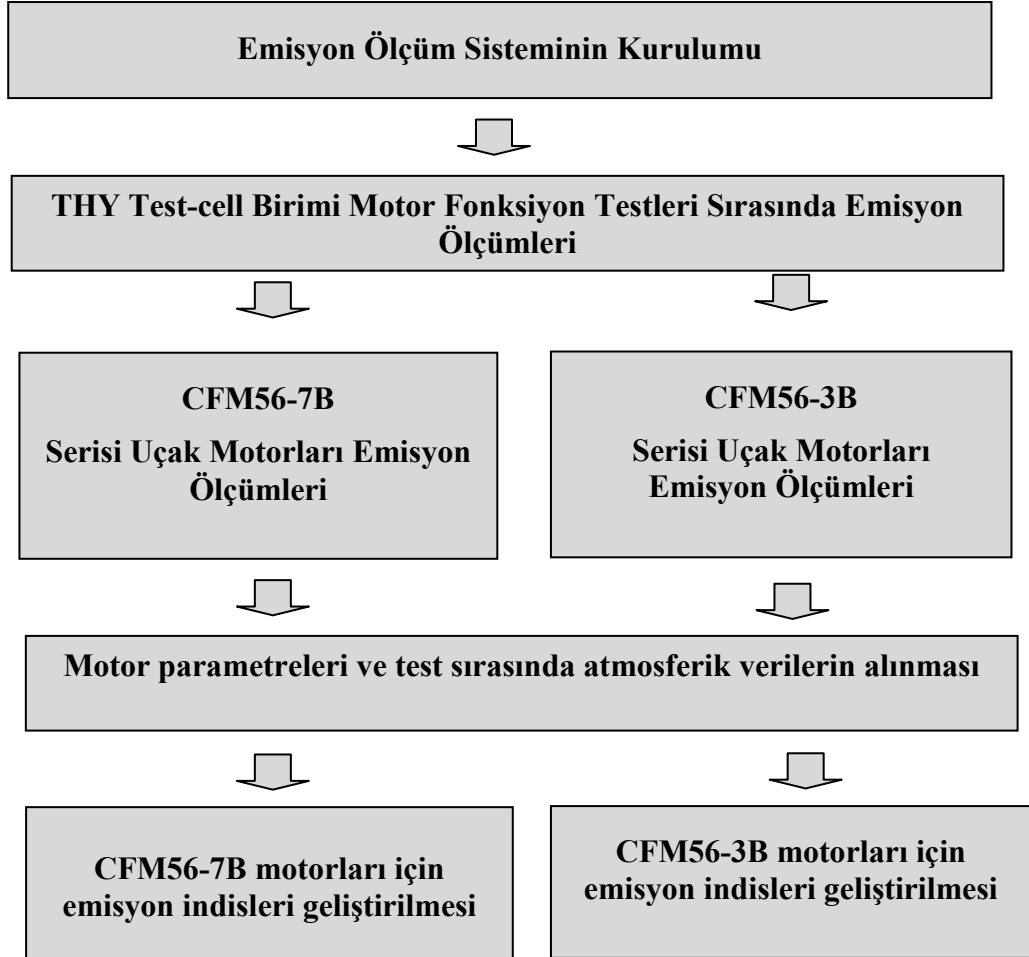 Emisyon Ölçüm Sisteminin Kurulumu
THY Test-cell Birimi Motor Fonksiyon Testleri Sırasında Emisyon
Ölçümleri
CFM56-7B
Serisi Uçak Motorları Emisyon
Ölçümleri
CFM56-3B
Serisi Uçak Motorları
Emisyon Ölçümleri
Motor parametreleri ve test sırasında atmosferik verilerin alınması
CFM56-7B motorları için
emisyon indisleri geliştirilmesi
CFM56-3B motorları için
emisyon indisleri geliştirilmesi